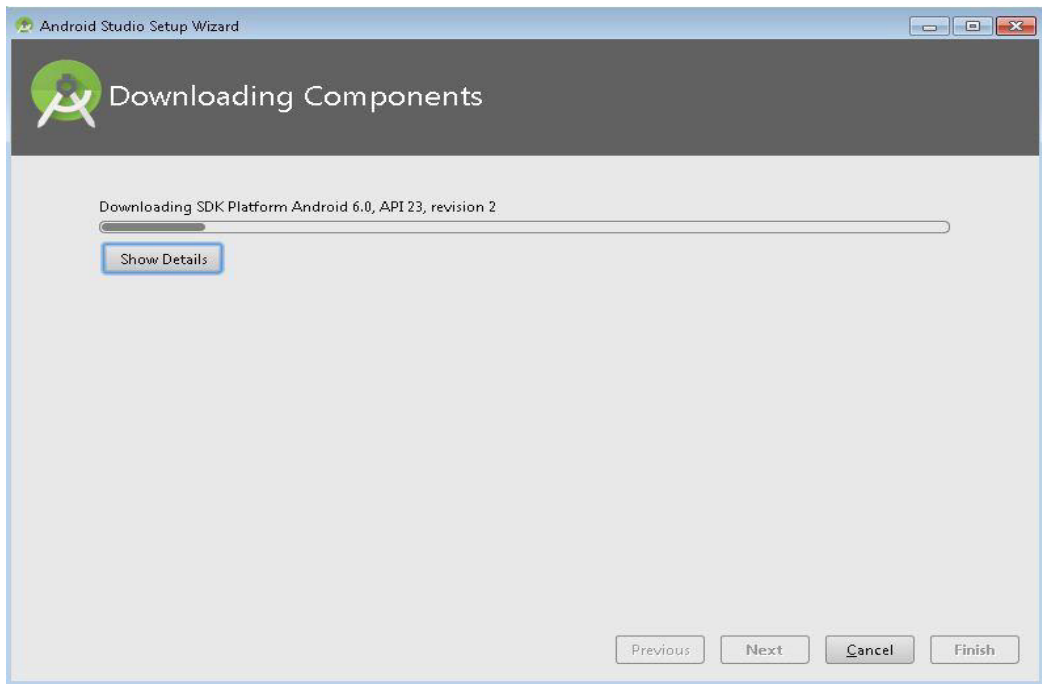 Android Studio Setup Wizard
Downloading Components
Downloading SDK Platform Android 6.0, API 23, revision 2
Show Details
Previous Next Cancel Finish